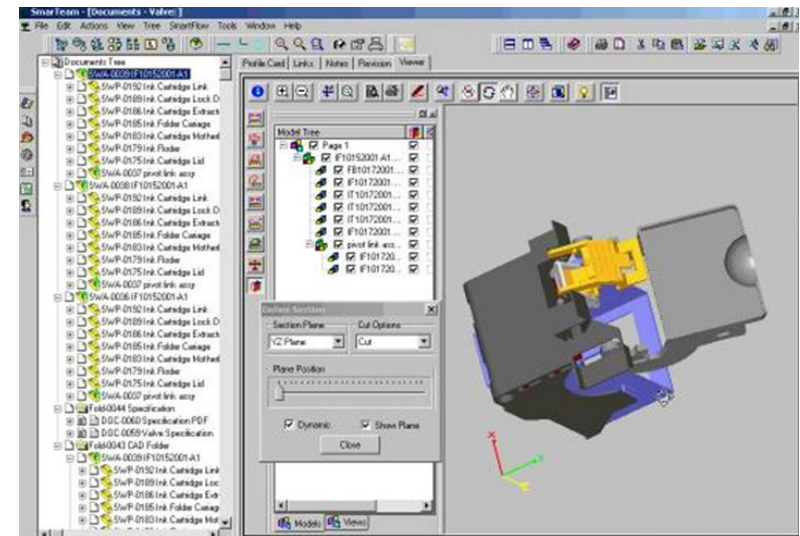 SmarTeam - [Documents - Valve: ]
File Edit Actions View Tree SmartFlow Tools Window Help
Profile Card Links Notes Revision Viewer
Documents Tree
SWA-0039 IF10152001-A1
SWP-0192 Ink Cartridge Link
SWP-0189 Ink Cartridge Lock D
SWP-0186 Ink Cartridge Extract
SWP-0185 Ink Folder Carriage
SWP-0183 Ink Cartridge Mother
SWP-0179 Ink Floder
SWP-0175 Ink Cartridge Lid
SWA-0037 pivot link assy
SWA-0038 IF10152001-A1
SWP-0192 Ink Cartridge Link
SWP-0189 Ink Cartridge Lock D
SWP-0186 Ink Cartridge Extract
SWP-0185 Ink Folder Carriage
SWP-0183 Ink Cartridge Mother
SWP-0179 Ink Floder
SWP-0175 Ink Cartridge Lid
SWA-0037 pivot link assy
SWA-0036 IF10152001-A1
SWP-0192 Ink Cartridge Link
SWP-0189 Ink Cartridge Lock D
SWP-0186 Ink Cartridge Extract
SWP-0185 Ink Folder Carriage
SWP-0183 Ink Cartridge Mother
SWP-0179 Ink Floder
SWP-0175 Ink Cartridge Lid
SWA-0037 pivot link assy
Fold-0044 Specification
DOC-0060 Specification PDF
DOC-0059 Valve Specification
Fold-0043 CAD Folder
SWA-0039 IF10152001-A1
SWP-0192 Ink Cartridge Link
SWP-0189 Ink Cartridge Loc
SWP-0186 Ink Cartridge Extr
SWP-0185 Ink Folder Carriage
SWP-0183 Ink Cartridge Mot
Model Tree
Page 1
IF10152001-A1...
FB10172001...
IF10172001...
IT10172001...
IT10172001...
IT10172001...
IF10172001...
pivot link ass...
IF101720...
IF101720...
Define Section
Section Plane Cut Options
YZ Plane Cut
Plane Position
Dynamic Show Plane
Close
Models Views
X
Y
Z